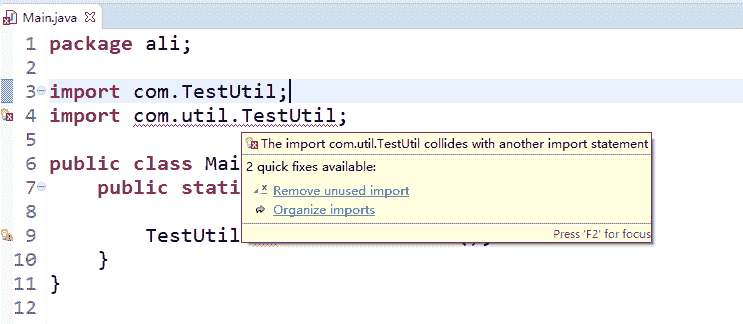 Main.java
1 package ali;
2
3 import com.TestUtil;
4 import com.util.TestUtil;
5
The import com.util.TestUtil collides with another import statement
6 public class Mai
2 quick fixes available:
7 public stati
Remove unused import
8
Organize imports
9 TestUtil
Press 'F2' for focus
10 }
11 }
12